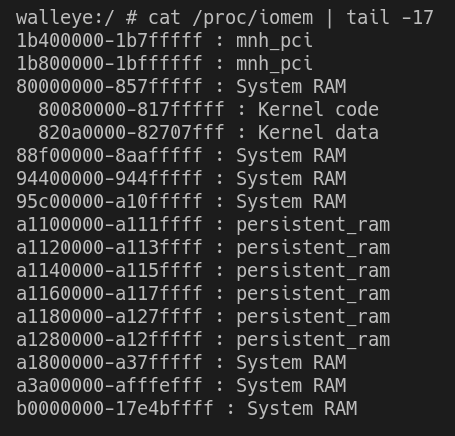 walleye:/ # cat /proc/iomem | tail -17
1b400000-1b7fffff : mnh_pci
1b800000-1bffffff : mnh_pci
80000000-857fffff : System RAM
  80080000-817fffff : Kernel code
  820a0000-82707fff : Kernel data
88f00000-8aafffff : System RAM
94400000-944fffff : System RAM
95c00000-a10fffff : System RAM
a1100000-a111ffff : persistent_ram
a1120000-a113ffff : persistent_ram
a1140000-a115ffff : persistent_ram
a1160000-a117ffff : persistent_ram
a1180000-a127ffff : persistent_ram
a1280000-a12fffff : persistent_ram
a1800000-a37fffff : System RAM
a3a00000-afffefff : System RAM
b0000000-17e4bffff : System RAM